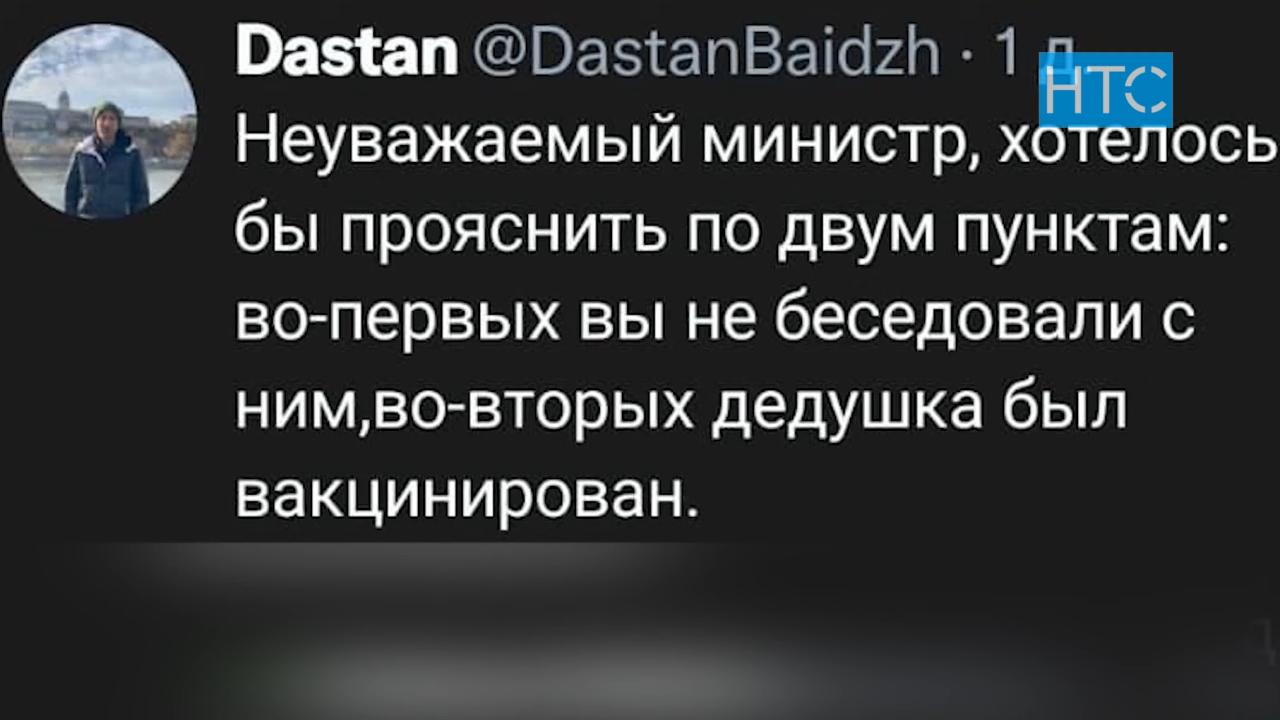 Dastan @DastanBaidzh · 1 д
НТС
Неуважаемый министр, хотелось
бы прояснить по двум пунктам:
во-первых вы не беседовали с
ним,во-вторых дедушка был
вакцинирован.